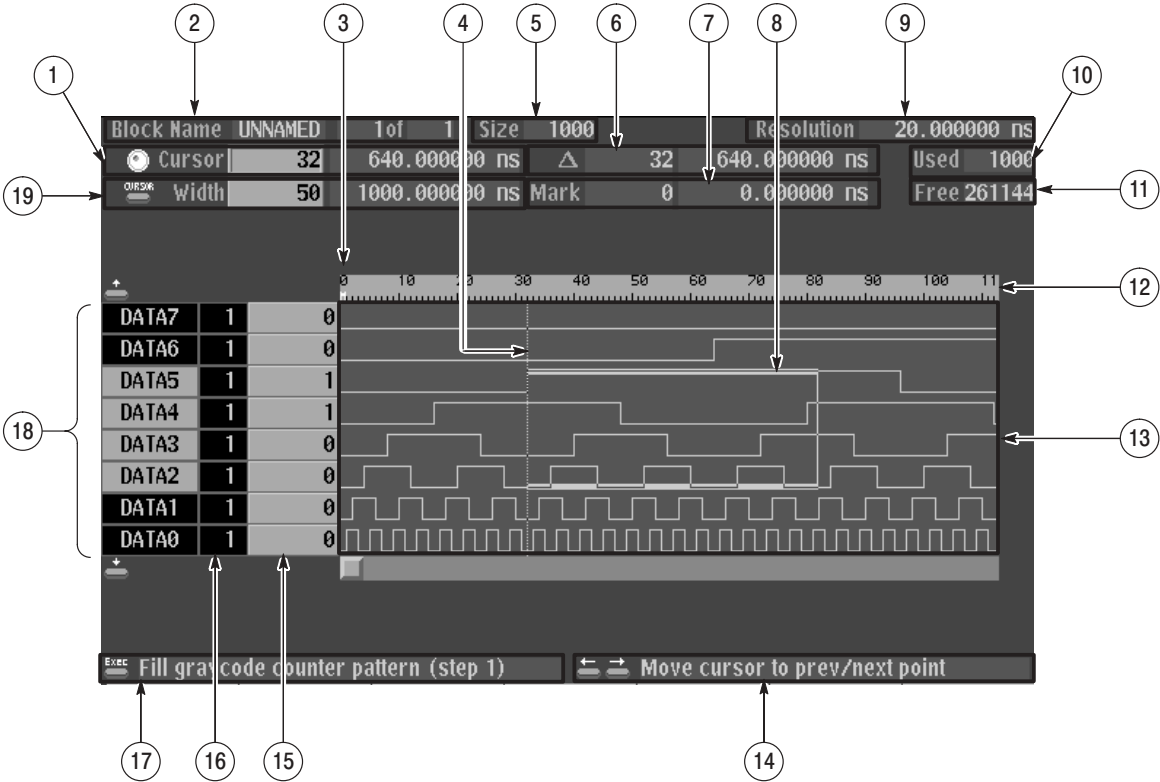 2 3 4 5 6 7 8 9
1 10
Block Name UNNAMED 1of 1 Size 1000 Resolution 20.000000 ns
Cursor 32 640.000000 ns △ 32 640.000000 ns Used 1000
19 CURSOR Width 50 1000.000000 ns Mark 0 0.000000 ns Free 261144 11
0 10 20 30 40 50 60 70 80 90 100 11 12
DATA7 1 0
DATA6 1 0
DATA5 1 1
DATA4 1 1
18 13
DATA3 1 0
DATA2 1 0
DATA1 1 0
DATA0 1 0
Exec Fill graycode counter pattern (step 1) ← → Move cursor to prev/next point
17 16 15 14